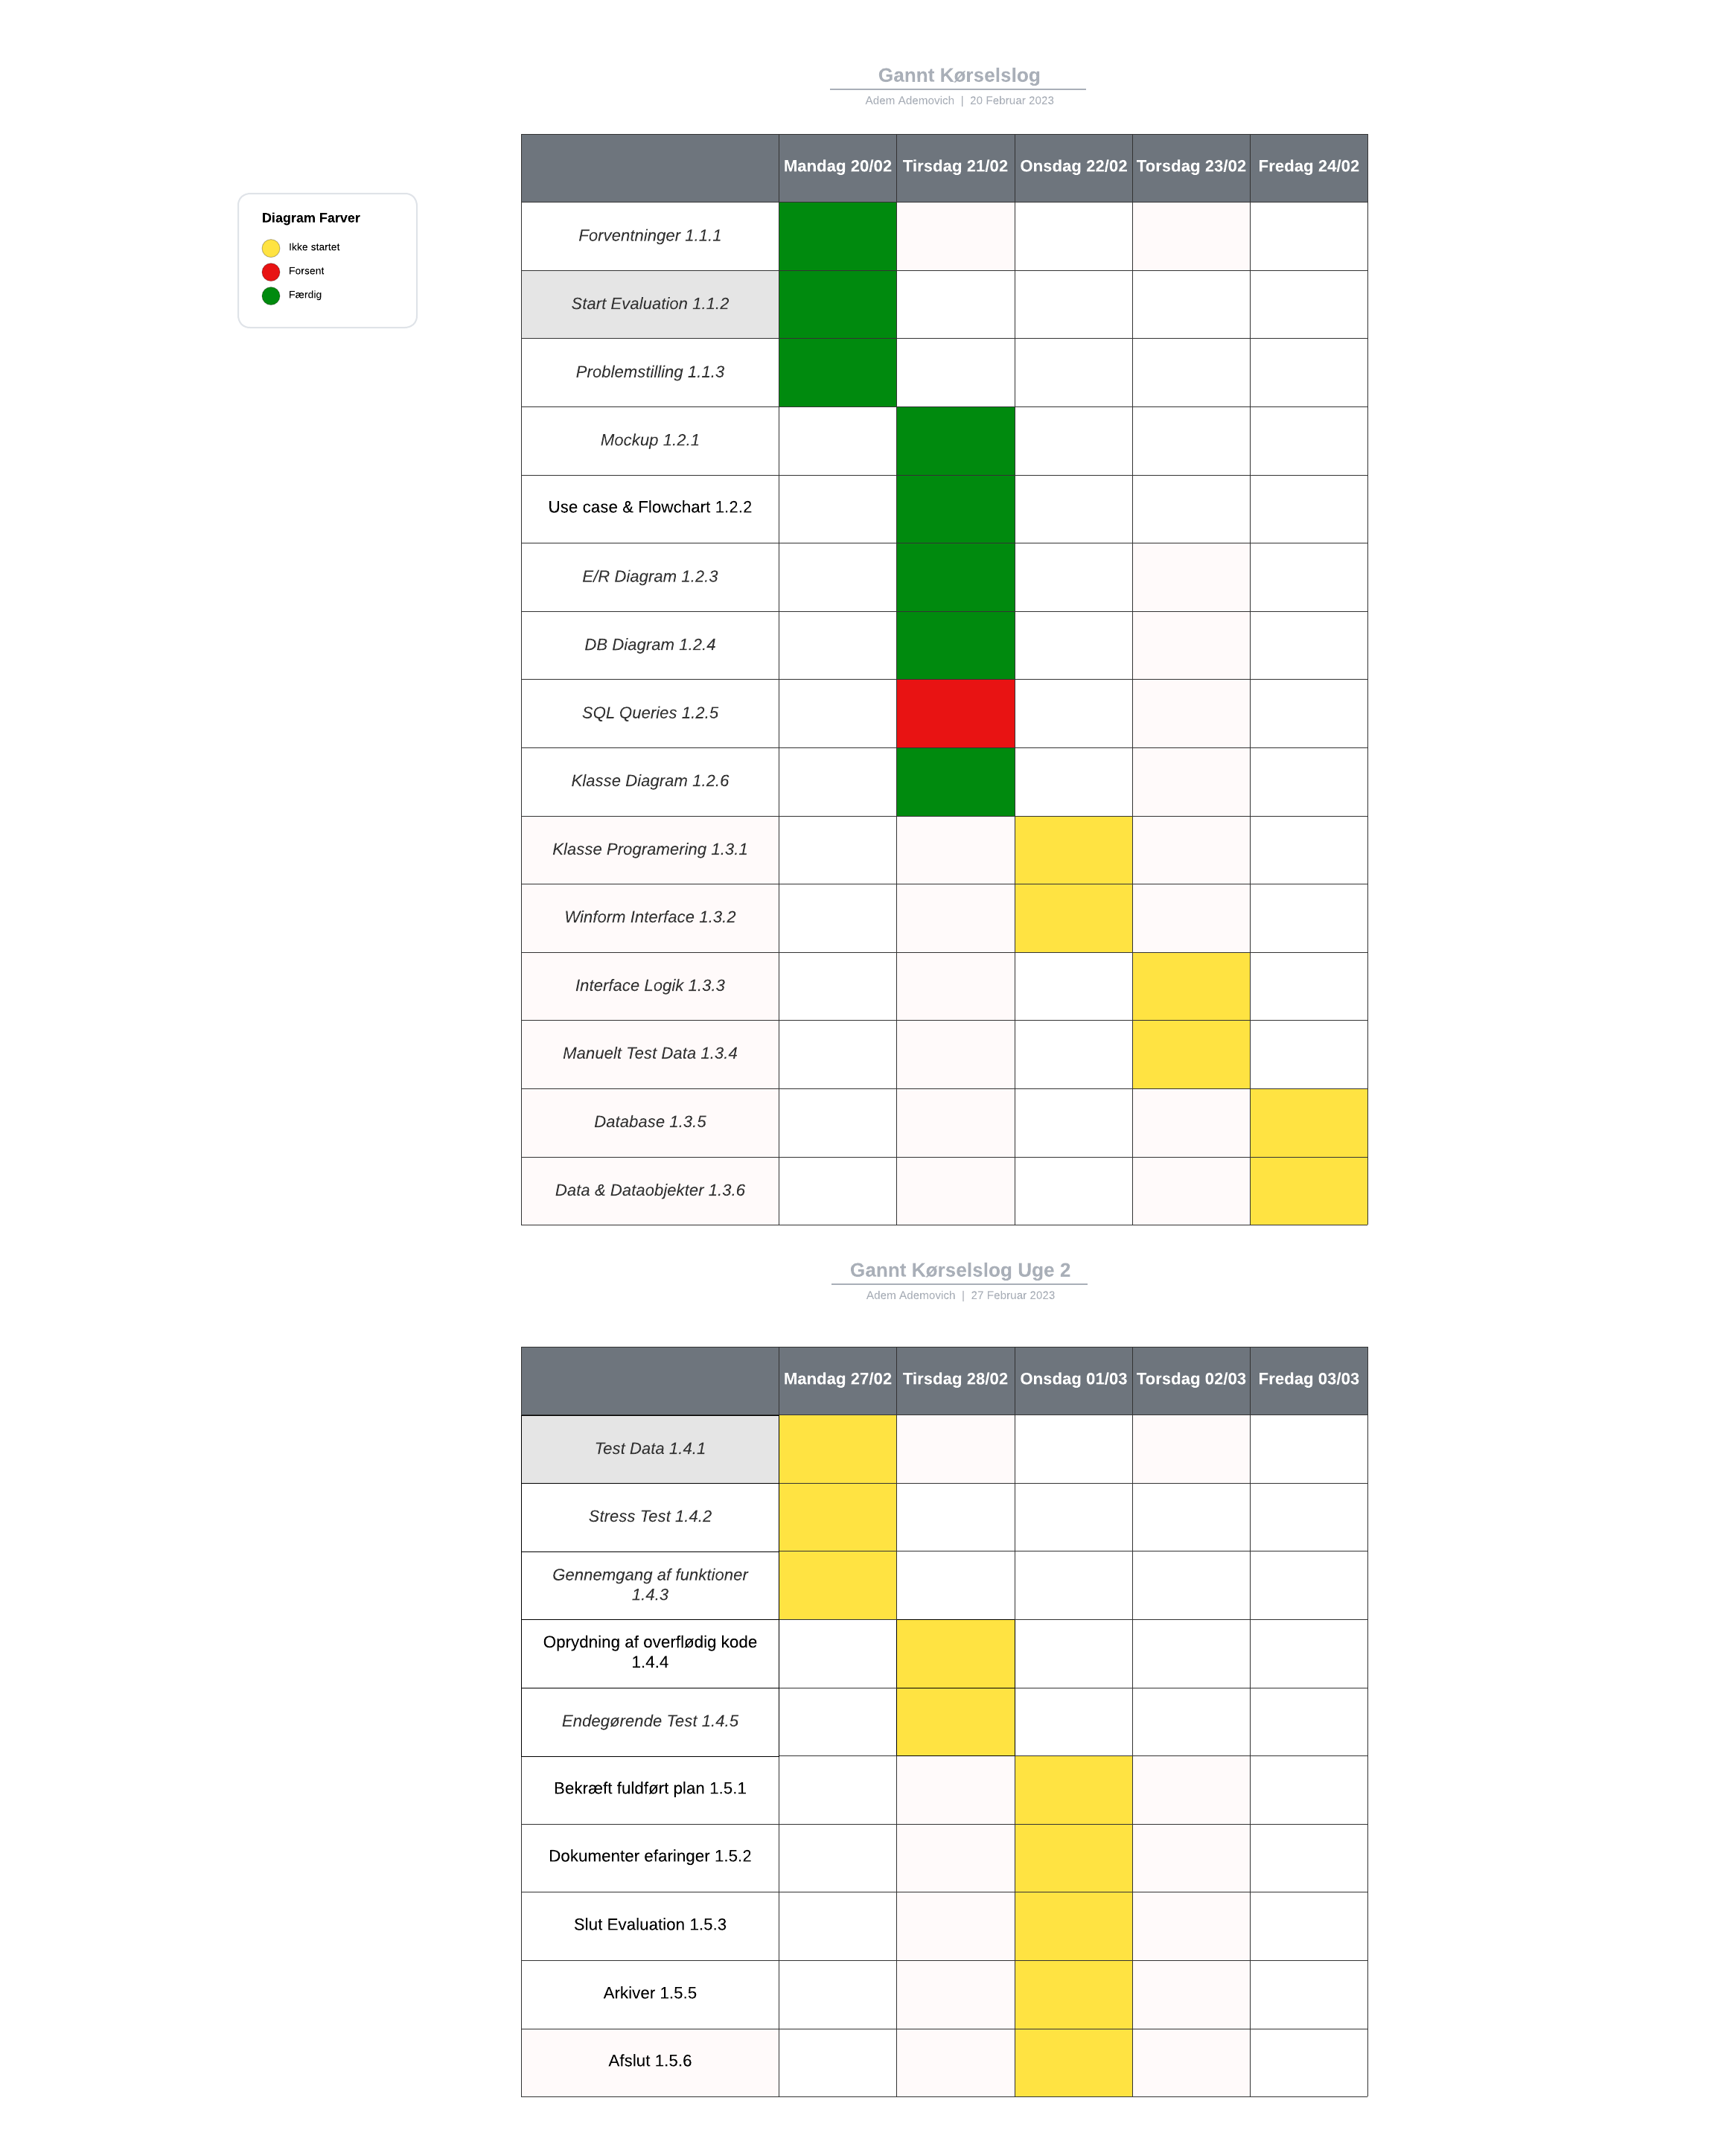 Gannt Kørselslog
Adem Ademovich | 20 Februar 2023
Diagram Farver
Ikke startet
Forsent
Færdig
Mandag 20/02 Tirsdag 21/02 Onsdag 22/02 Torsdag 23/02 Fredag 24/02
Forventninger 1.1.1
Start Evaluation 1.1.2
Problemstilling 1.1.3
Mockup 1.2.1
Use case & Flowchart 1.2.2
E/R Diagram 1.2.3
DB Diagram 1.2.4
SQL Queries 1.2.5
Klasse Diagram 1.2.6
Klasse Programering 1.3.1
Winform Interface 1.3.2
Interface Logik 1.3.3
Manuelt Test Data 1.3.4
Database 1.3.5
Data & Dataobjekter 1.3.6
Gannt Kørselslog Uge 2
Adem Ademovich | 27 Februar 2023
Mandag 27/02 Tirsdag 28/02 Onsdag 01/03 Torsdag 02/03 Fredag 03/03
Test Data 1.4.1
Stress Test 1.4.2
Gennemgang af funktioner
1.4.3
Oprydning af overflødig kode
1.4.4
Endegørende Test 1.4.5
Bekræft fuldført plan 1.5.1
Dokumenter efaringer 1.5.2
Slut Evaluation 1.5.3
Arkiver 1.5.5
Afslut 1.5.6